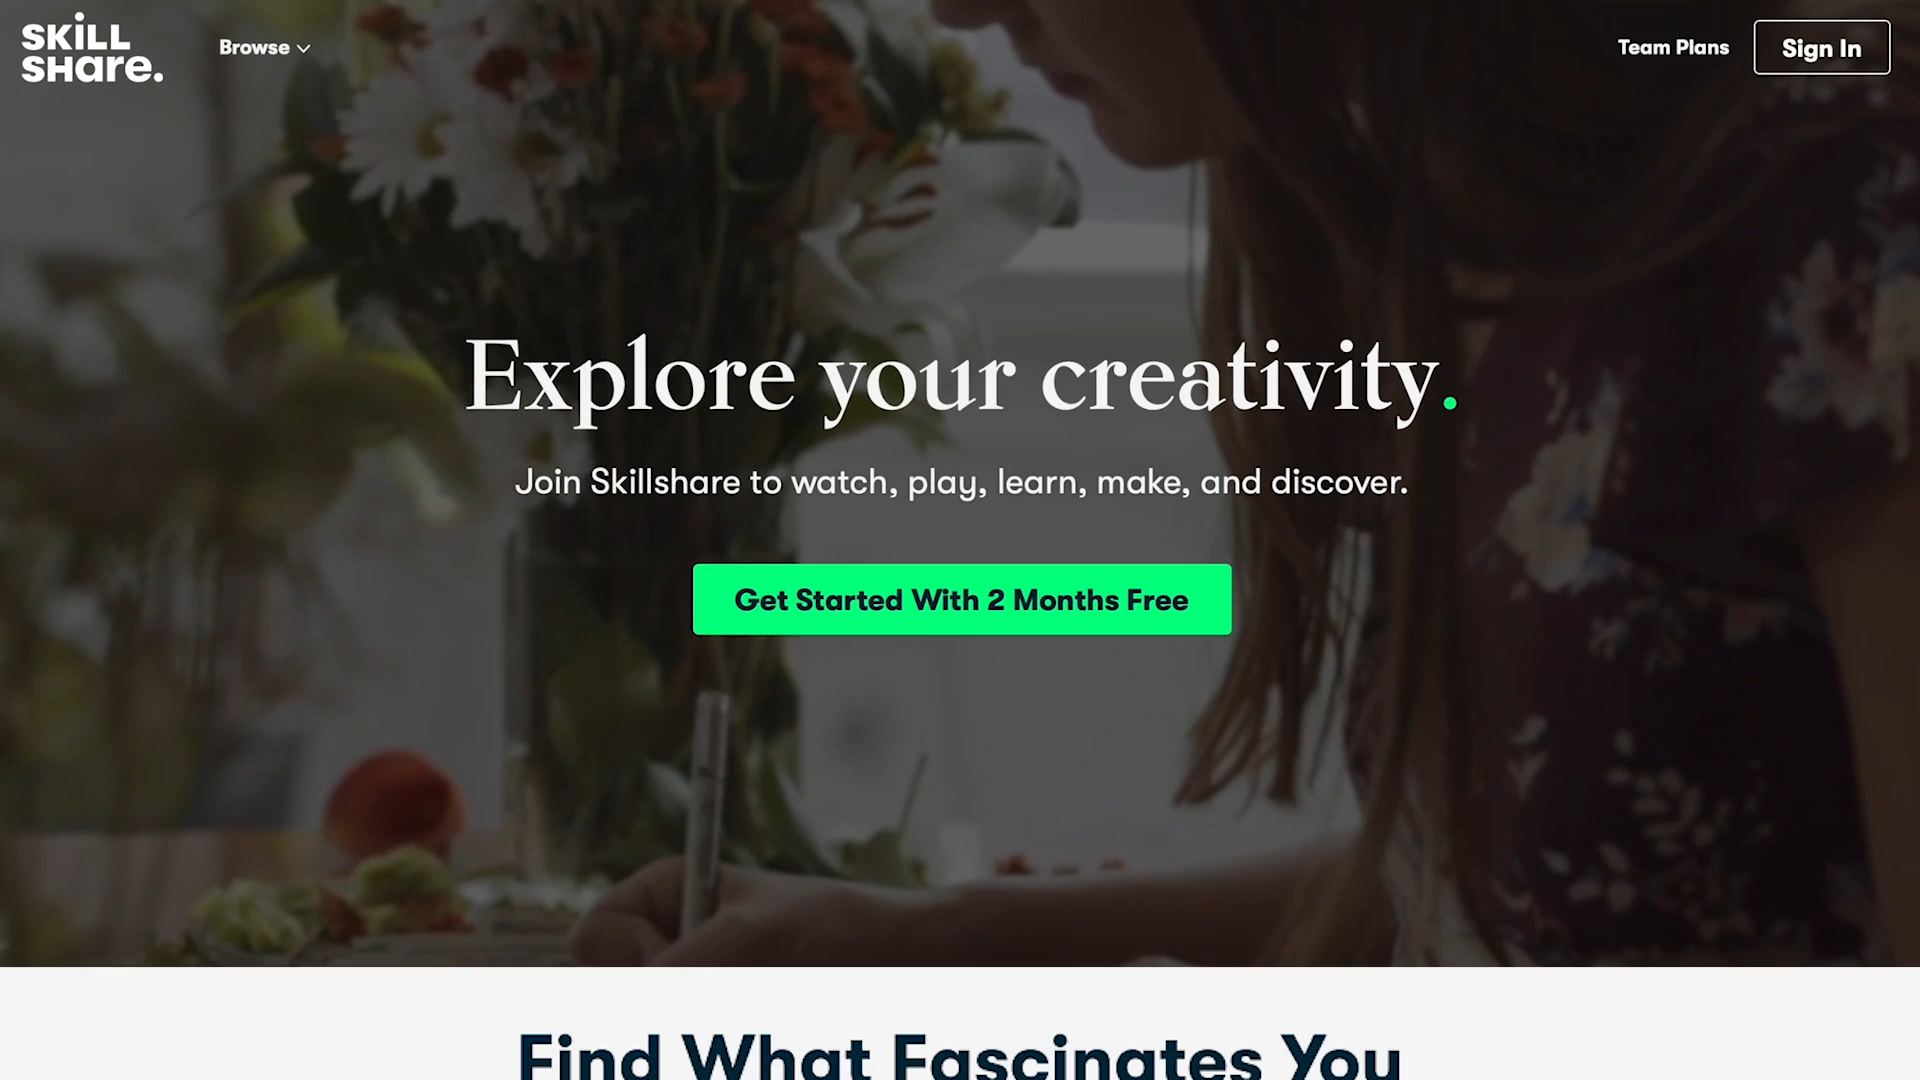 SKiLL
SHare.
Browse
Team Plans
Sign In
Explore your creativity.
Join Skillshare to watch, play, learn, make, and discover.
Get Started With 2 Months Free
Find What Fascinates You